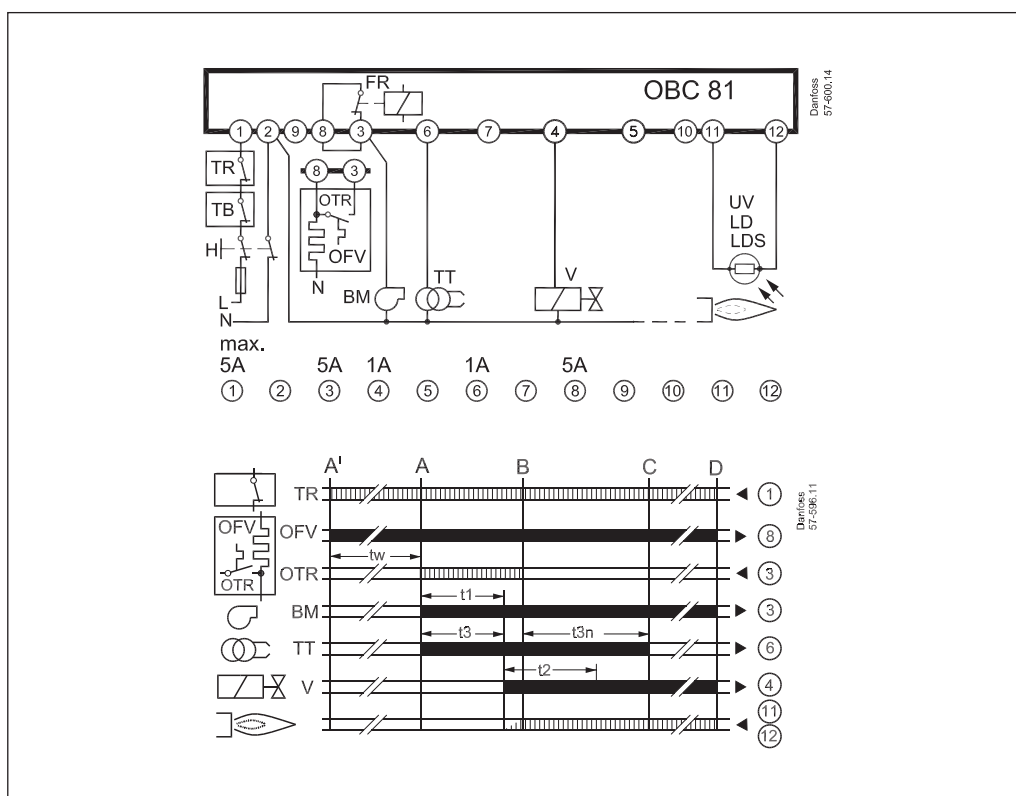 FR
OBC 81
Danfoss
57-600.14
1 2 9 8 3 6 7 4 5 10 11 12
TR
8 3
OTR
TB
UV
LD
LDS
H
OFV
N
BM
TT
V
L
N
max.
5A 5A 1A 1A 5A
1 2 3 4 5 6 7 8 9 10 11 12
A' A B C D
TR 1
Danfoss
57-596.11
OFV OFV 8
tw
OTR OTR 3
t1
BM 3
t3 t3n
TT 6
t2
V 4
11
12